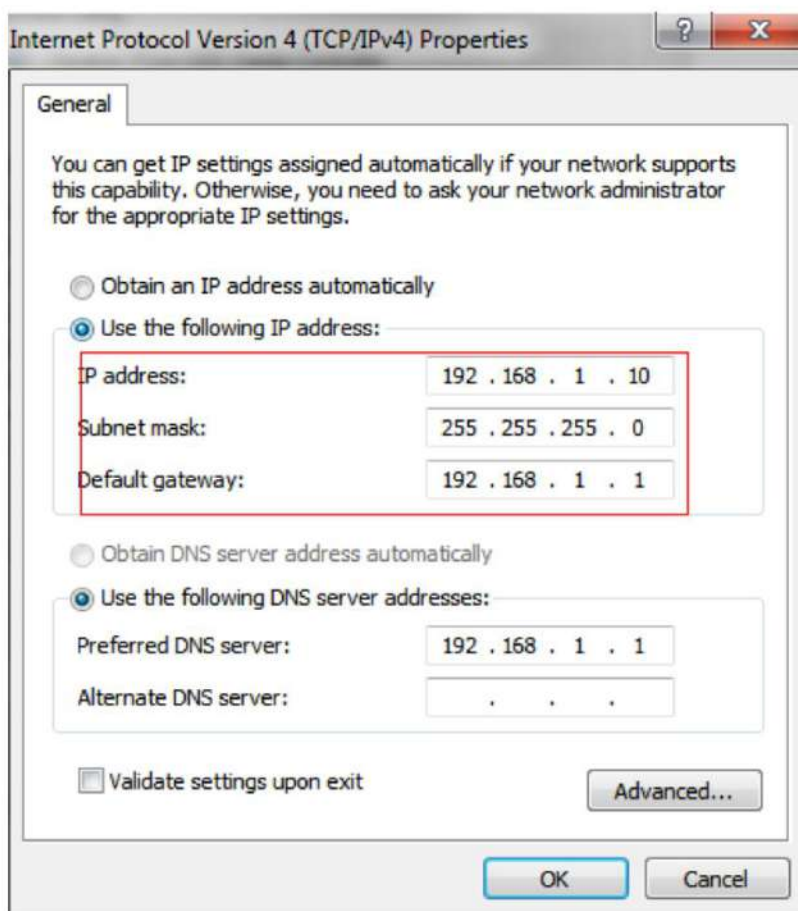 Internet Protocol Version 4 (TCP/IPv4) Properties
?
X
General
You can get IP settings assigned automatically if your network supports
this capability. Otherwise, you need to ask your network administrator
for the appropriate IP settings.
Obtain an IP address automatically
Use the following IP address:
IP address: 192 . 168 . 1 . 10
Subnet mask: 255 . 255 . 255 . 0
Default gateway: 192 . 168 . 1 . 1
Obtain DNS server address automatically
Use the following DNS server addresses:
Preferred DNS server: 192 . 168 . 1 . 1
Alternate DNS server: . . .
Validate settings upon exit
Advanced...
OK Cancel